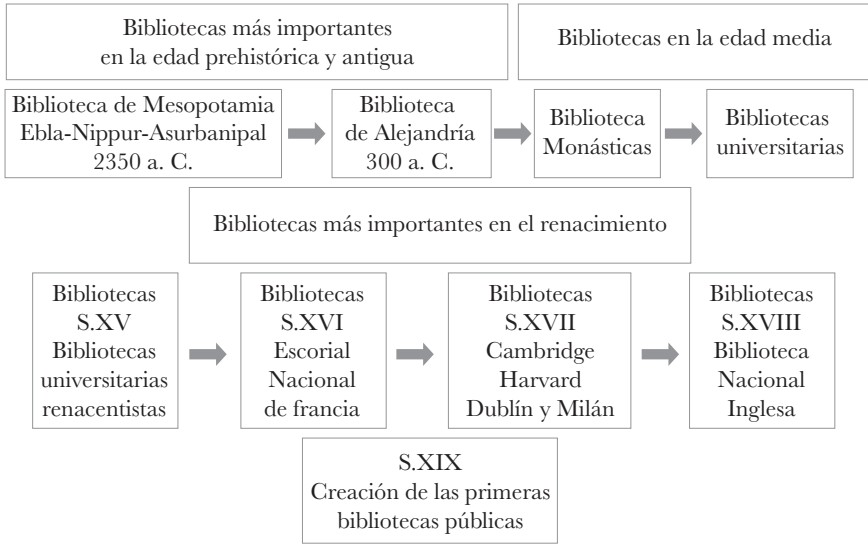 Bibliotecas más importantes
en la edad prehistórica y antigua
Bibliotecas en la edad media
Biblioteca de Mesopotamia
Ebla-Nippur-Asurbanipal
2350 a. C.
Biblioteca
de Alejandría
300 a. C.
Biblioteca
Monásticas
Bibliotecas
universitarias
Bibliotecas más importantes en el renacimiento
Bibliotecas
S.XV
Bibliotecas
universitarias
renacentistas
Bibliotecas
S.XVI
Escorial
Nacional
de francia
Bibliotecas
S.XVII
Cambridge
Harvard
Dublín y Milán
Bibliotecas
S.XVIII
Biblioteca
Nacional
Inglesa
S.XIX
Creación de las primeras
bibliotecas públicas